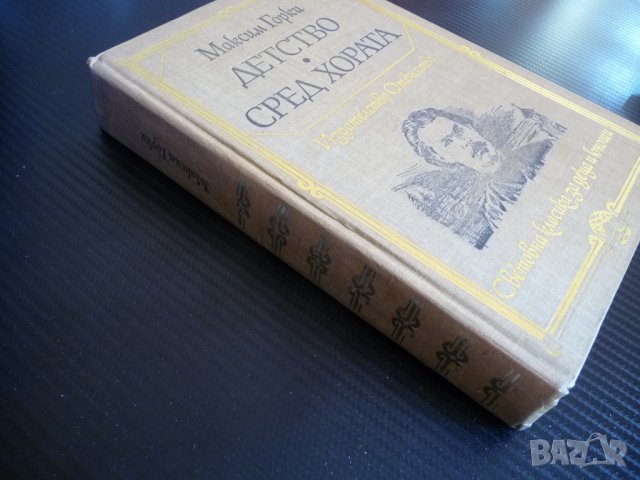 Максим Горки
ДЕТСТВО
•
СРЕД ХОРАТА
Издателство Отечество
Световна класика за деца и юноши
Максим Горки
BAZAR